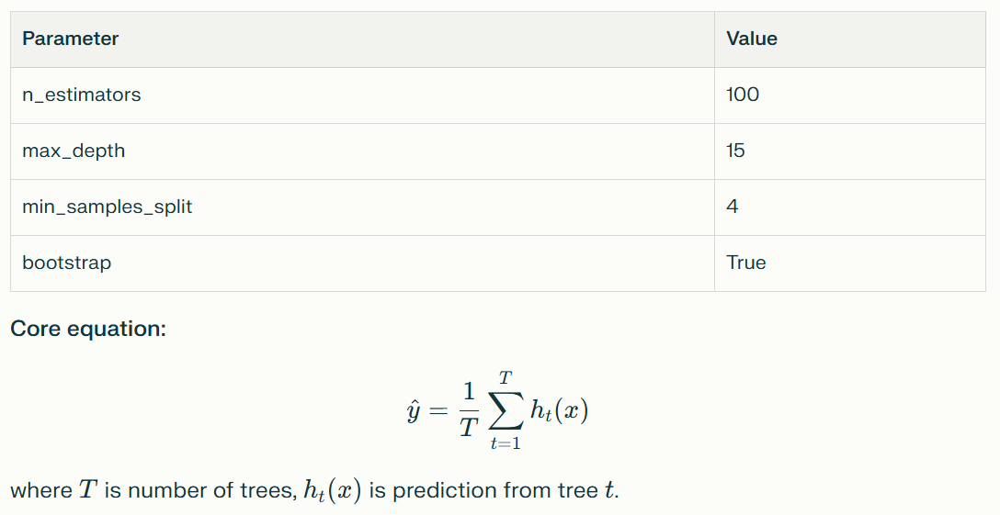 Parameter Value
n_estimators 100
max_depth 15
min_samples_split 4
bootstrap True
Core equation:
ŷ = \frac{1}{T} \sum_{t=1}^{T} h_t(x)
where T is number of trees, h_t(x) is prediction from tree t.